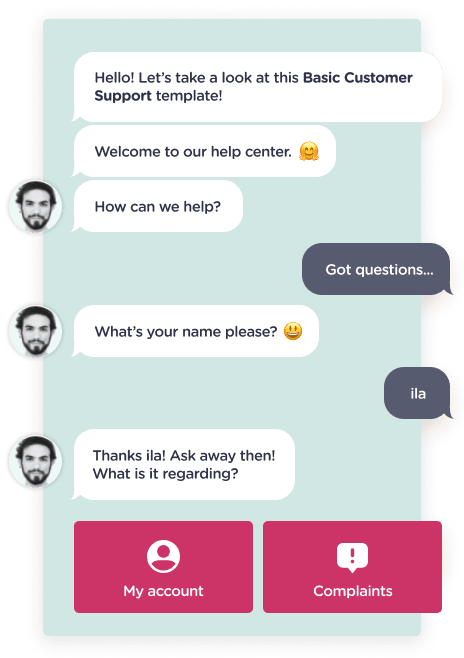 Hello! Let’s take a look at this Basic Customer
Support template!
Welcome to our help center. 🤗
How can we help?
Got questions...
What’s your name please? 😃
ila
Thanks ila! Ask away then!
What is it regarding?
My account
Complaints